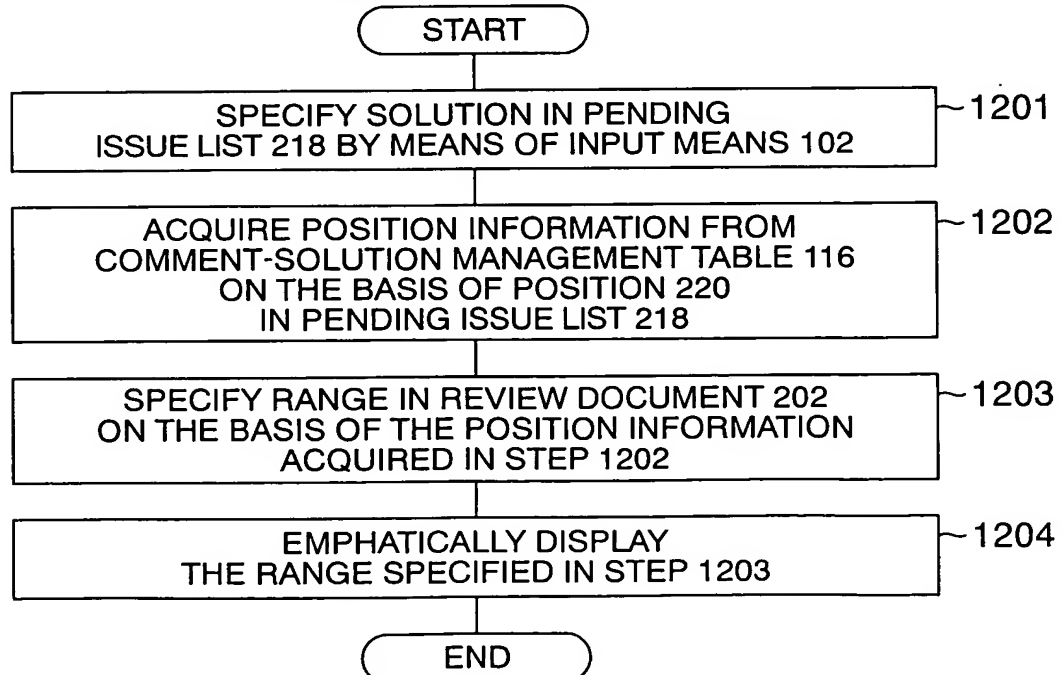 START
SPECIFY SOLUTION IN PENDING
ISSUE LIST 218 BY MEANS OF INPUT MEANS 102
1201
ACQUIRE POSITION INFORMATION FROM
COMMENT-SOLUTION MANAGEMENT TABLE 116
ON THE BASIS OF POSITION 220
IN PENDING ISSUE LIST 218
1202
SPECIFY RANGE IN REVIEW DOCUMENT 202
ON THE BASIS OF THE POSITION INFORMATION
ACQUIRED IN STEP 1202
1203
EMPHATICALLY DISPLAY
THE RANGE SPECIFIED IN STEP 1203
1204
END